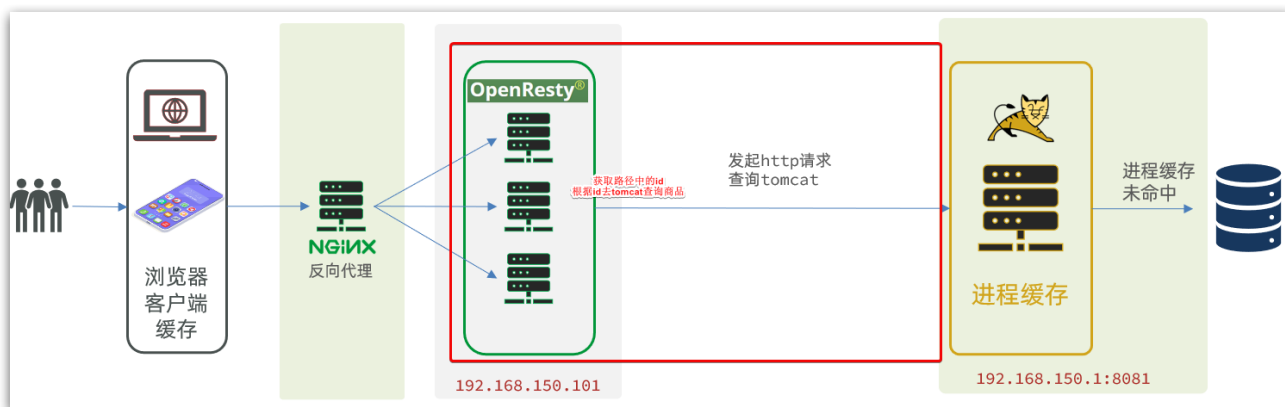 OpenResty®
获取路径中的id
根据id去tomcat查询商品
发起http请求
查询tomcat
进程缓存
未命中
NGiNX
反向代理
浏览器
客户端
缓存
进程缓存
192.168.150.101
192.168.150.1:8081